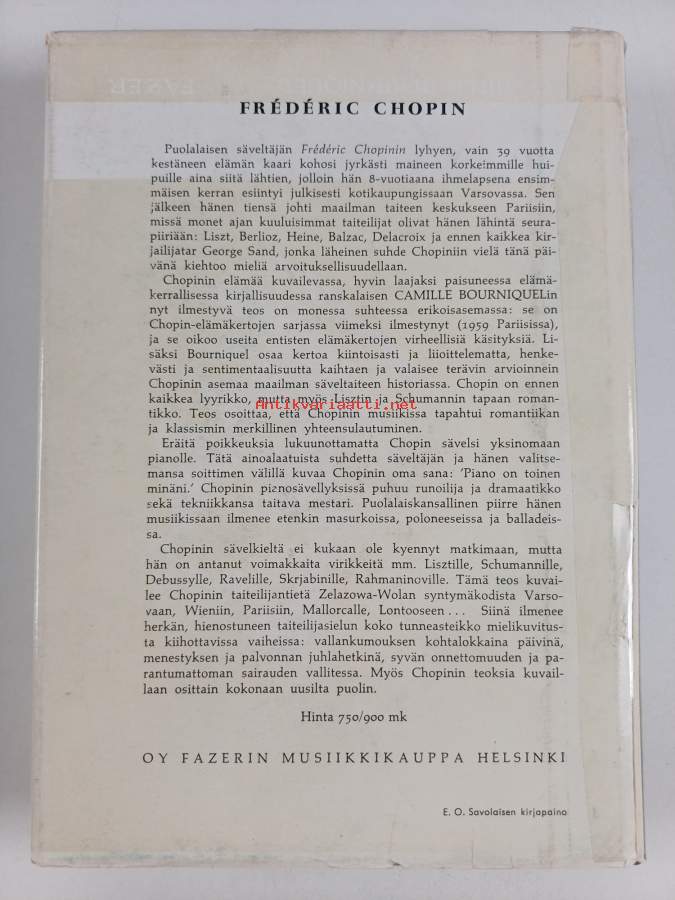 FRÉDÉRIC CHOPIN
Puolalaisen säveltäjän Frédéric Chopinin lyhyen, vain 39 vuotta
kestäneen elämän kaari kohosi jyrkästi maineen korkeimmille hui-
puille aina siitä lähtien, jolloin hän 8-vuotiaana ihmelapsena ensim-
mäisen kerran esiintyi julkisesti kotikaupungissaan Varsovassa. Sen
jälkeen hänen tiensä johti maailman taiteen keskukseen Pariisiin,
missä monet ajan kuuluisimmat taiteilijat olivat hänen lähintä seura-
piiriään: Liszt, Berlioz, Heine, Balzac, Delacroix ja ennen kaikkea kir-
jailijatar George Sand, jonka läheinen suhde Chopiniin vielä tänä päi-
vänä kiehtoo mieliä arvoituksellisuudellaan.
Chopinin elämää kuvailevassa, hyvin laajaksi paisuneessa elämä-
kerrallisessa kirjallisuudessa ranskalaisen CAMILLE BOURNIQUELin
nyt ilmestyvä teos on monessa suhteessa erikoisasemassa: se on
Chopin-elämäkertojen sarjassa viimeksi ilmestynyt (1959 Pariisissa),
ja se oikoo useita entisten elämäkertojen virheellisiä käsityksiä. Li-
säksi Bourniquel osaa kertoa kiintoisasti ja liioittelematta, henke-
västi ja sentimentaalisuutta kaihtaen ja valaisee terävin arvioinnein
Chopinin asemaa maailman säveltaiteen historiassa. Chopin on ennen
kaikkea lyyrikko, mutta myös Lisztin ja Schumannin tapaan roman-
Antikvariaatti.net
tikko. Teos osoittaa, että Chopinin musiikissa tapahtui romantiikan
ja klassismin merkillinen yhteensulautuminen.
Eräitä poikkeuksia lukuunottamatta Chopin sävelsi yksinomaan
pianolle. Tätä ainoalaatuista suhdetta säveltäjän ja hänen valitse-
mansa soittimen välillä kuvaa Chopinin oma sana: 'Piano on toinen
minäni.' Chopinin pianosävellyksissä puhuu runoilija ja dramaatikko
sekä tekniikkansa taitava mestari. Puolalaiskansallinen piirre hänen
musiikissaan ilmenee etenkin masurkoissa, poloneeseissa ja balladeis-
sa.
Chopinin sävelkieltä ei kukaan ole kyennyt matkimaan, mutta
hän on antanut voimakkaita virikkeitä mm. Lisztille, Schumannille,
Debussylle, Ravelille, Skrjabinille, Rahmaninoville. Tämä teos kuvai-
lee Chopinin taiteilijantietä Zelazowa-Wolan syntymäkodista Varso-
vaan, Wieniin, Pariisiin, Mallorcalle, Lontooseen... Siinä ilmenee
herkän, hienostuneen taiteilijasielun koko tunneasteikko mielikuvitus-
ta kiihottavissa vaiheissa: vallankumouksen kohtalokkaina päivinä,
menestyksen ja palvonnan juhlahetkinä, syvän onnettomuuden ja pa-
rantumattoman sairauden vallitessa. Myös Chopinin teoksia kuvail-
laan osittain kokonaan uusilta puolin.
Hinta 750/900 mk
OY FAZERIN MUSIIKKIKAUPPA HELSINKI
E. O. Savolaisen kirjapaino